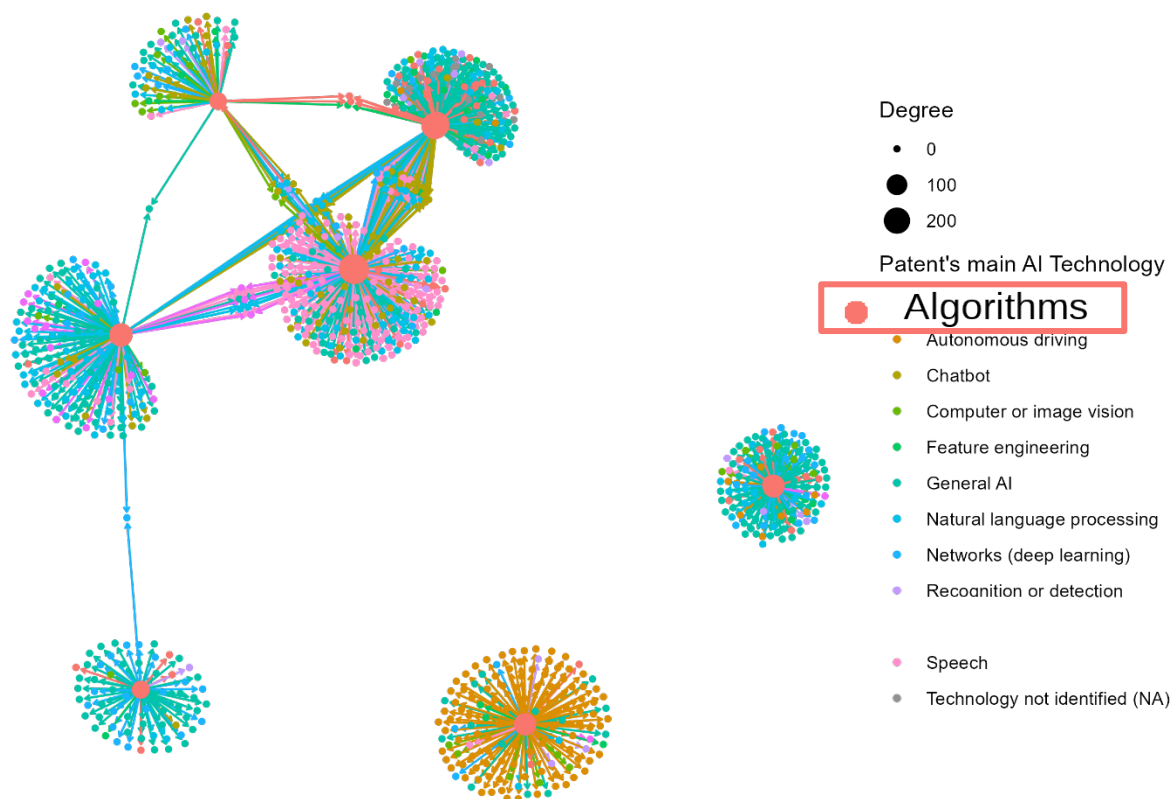 Degree
0
100
200
Patent's main AI Technology
Algorithms
Autonomous driving
Chatbot
Computer or image vision
Feature engineering
General AI
Natural language processing
Networks (deep learning)
Recognition or detection
Speech
Technology not identified (NA)